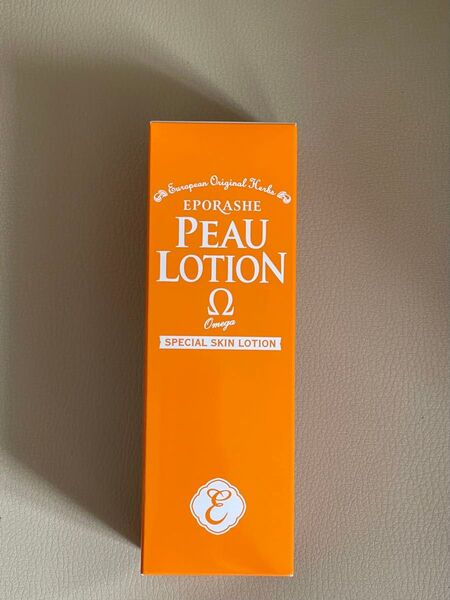 European Original Herbs
EPORASHE
PEAU
LOTION
Ω
Omega
SPECIAL SKIN LOTION
E